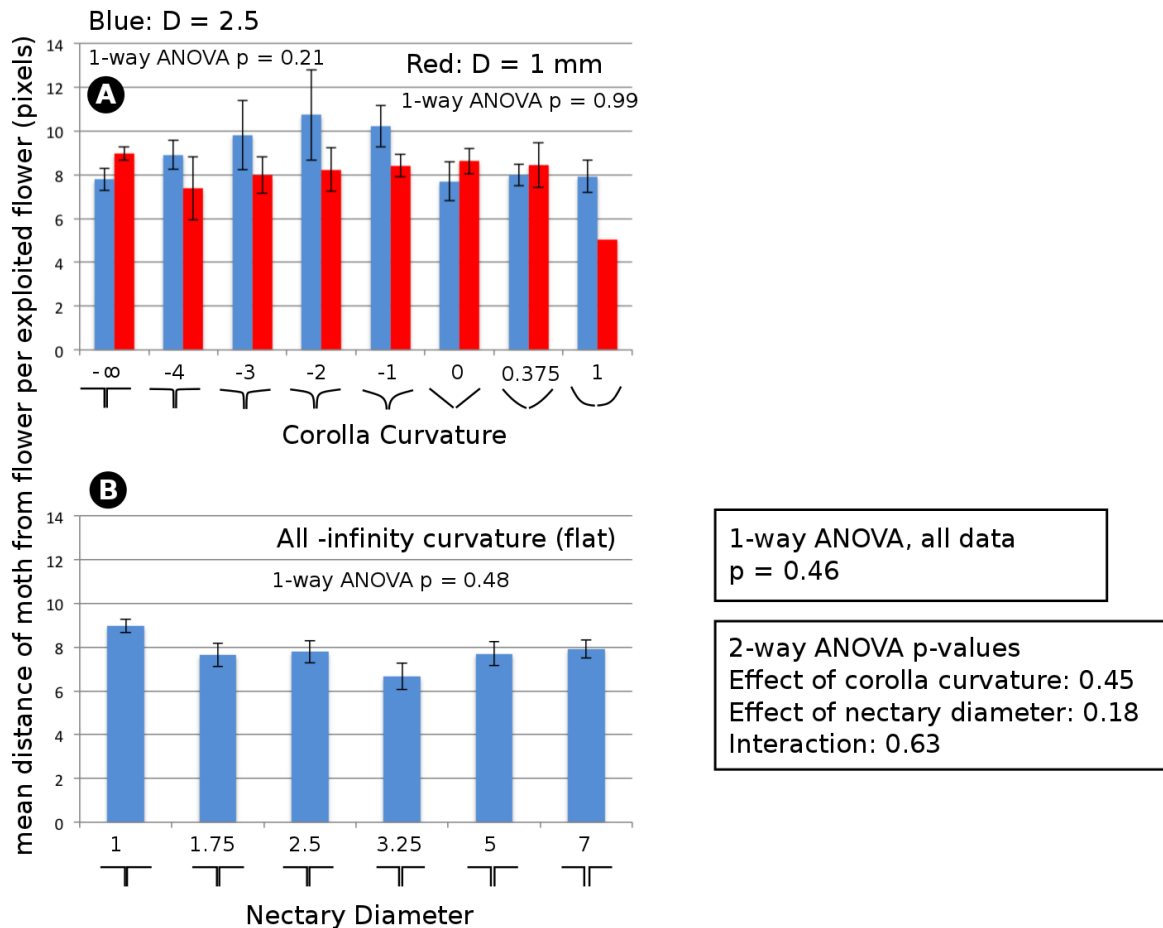 Blue: D = 2.5
1-way ANOVA p = 0.21
Red: D = 1 mm
1-way ANOVA p = 0.99
A
mean distance of moth from flower per exploited flower (pixels)
14
12
10
8
6
4
2
0
-∞ -4 -3 -2 -1 0 0.375 1
Corolla Curvature
B
All -infinity curvature (flat)
1-way ANOVA p = 0.48
14
12
10
8
6
4
2
0
1 1.75 2.5 3.25 5 7
Nectary Diameter
1-way ANOVA, all data
p = 0.46
2-way ANOVA p-values
Effect of corolla curvature: 0.45
Effect of nectary diameter: 0.18
Interaction: 0.63